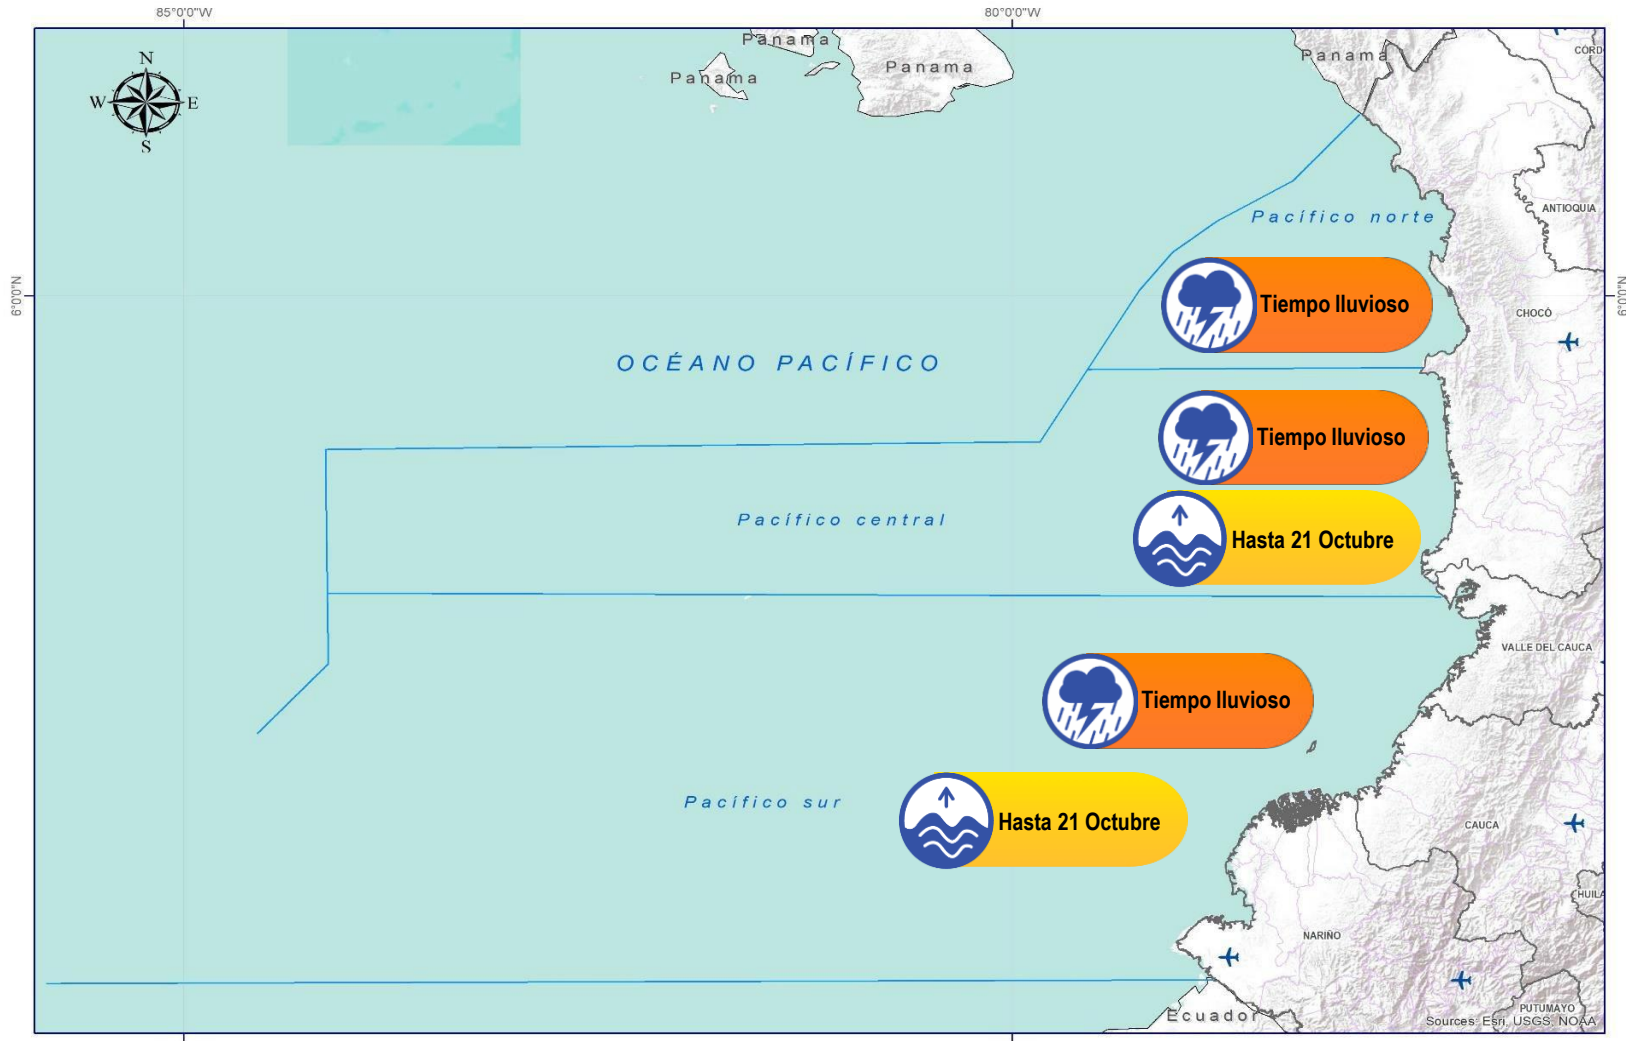 85°0'0"W
80°0'0"W
Panama
Panama
Panama
Panama
CÓRD
N
W
E
S
ANTIOQUIA
Pacífico norte
6°0'0"N
6°0'0"N
Tiempo lluvioso
CHOCÓ
OCÉANO PACÍFICO
Tiempo lluvioso
Pacífico central
Hasta 21 Octubre
VALLE DEL CAUCA
Tiempo lluvioso
Pacífico sur
Hasta 21 Octubre
CAUCA
HUILA
NARIÑO
PUTUMAYO
Ecuador
Sources: Esri, USGS, NOAA